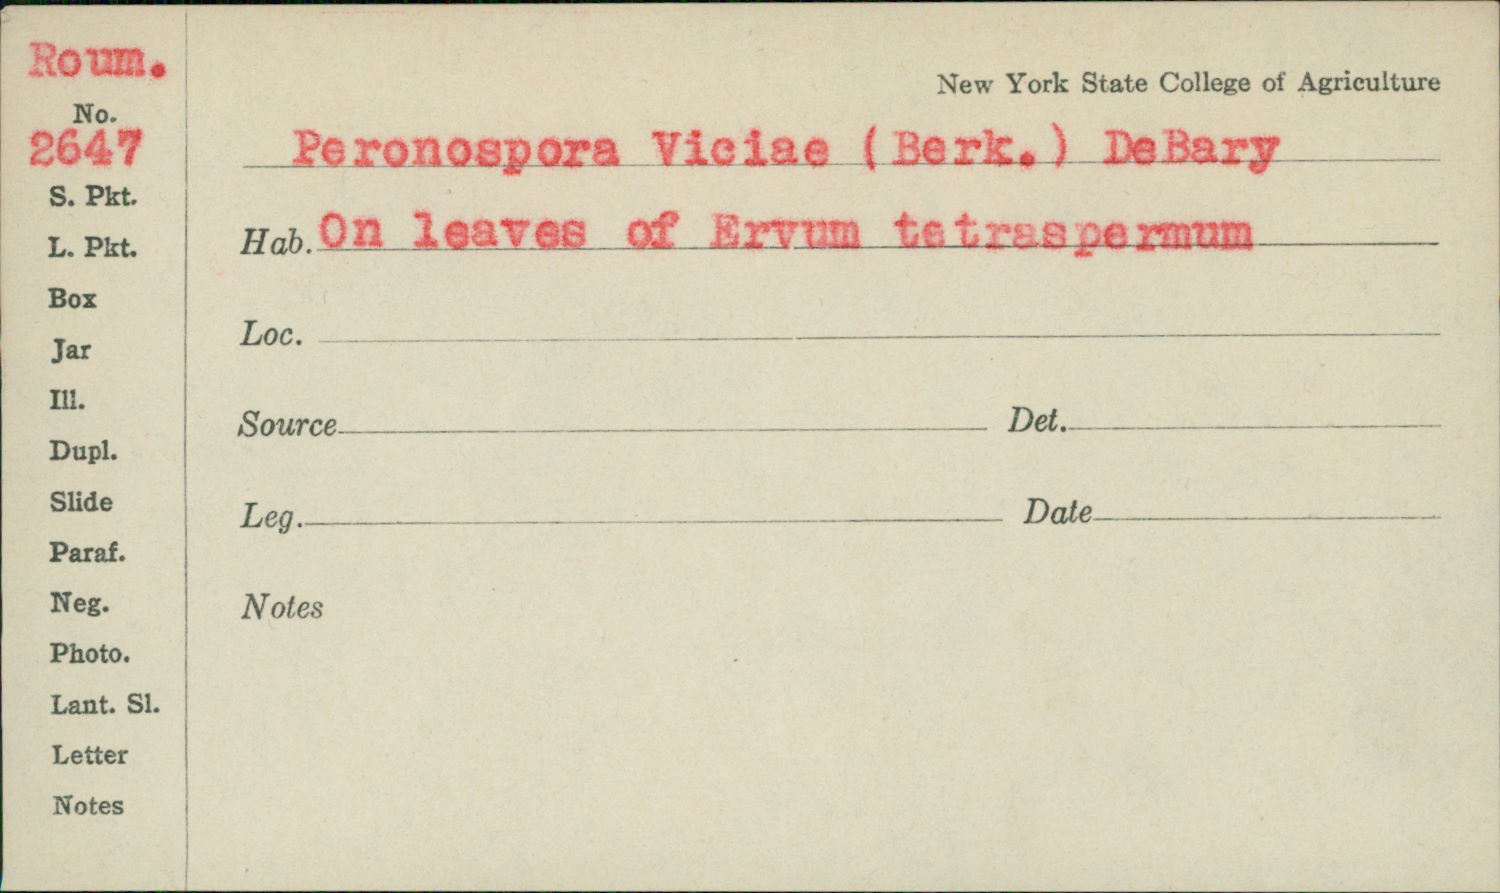 Roum.
No.
2647
S. Pkt.
L. Pkt.
Box
Jar
Ill.
Dupl.
Slide
Paraf.
Neg.
Photo.
Lant. Sl.
Letter
Notes
New York State College of Agriculture
Peronospora Viciae (Berk.) DeBary
Hab. On leaves of Ervum tetraspermum
Loc.
Source Det.
Leg. Date
Notes